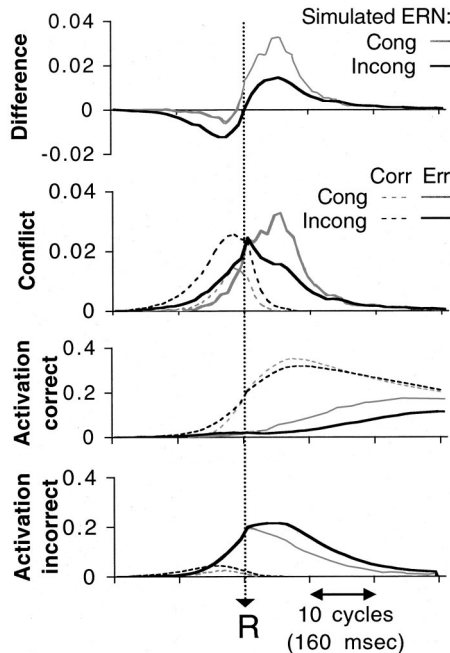 Simulated ERN:
Cong
Incong
Difference
0.04
0.02
0
-0.02
Corr Err
Cong
Incong
Conflict
0.04
0.02
0
Activation
correct
0.4
0.2
0
Activation
incorrect
0.4
0.2
0
R
10 cycles
(160 msec)